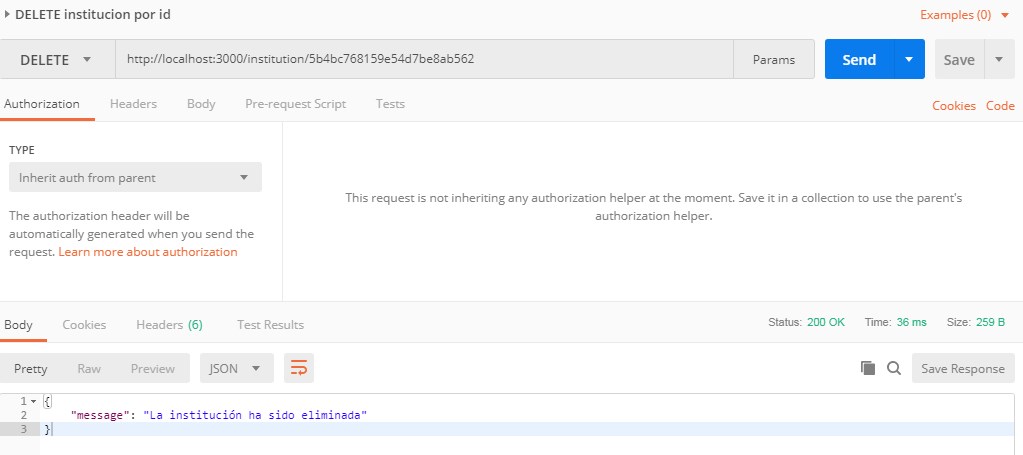 DELETE institucion por id
Examples (0)
DELETE
http://localhost:3000/institution/5b4bc768159e54d7be8ab562
Params
Send
Save
Authorization
Headers
Body
Pre-request Script
Tests
Cookies
Code
TYPE
Inherit auth from parent
The authorization header will be
automatically generated when you send the
request. Learn more about authorization
This request is not inheriting any authorization helper at the moment. Save it in a collection to use the parent's
authorization helper.
Body
Cookies
Headers (6)
Test Results
Status: 200 OK
Time: 36 ms
Size: 259 B
Pretty
Raw
Preview
JSON
Save Response
1 {
2 "message": "La institución ha sido eliminada"
3 }